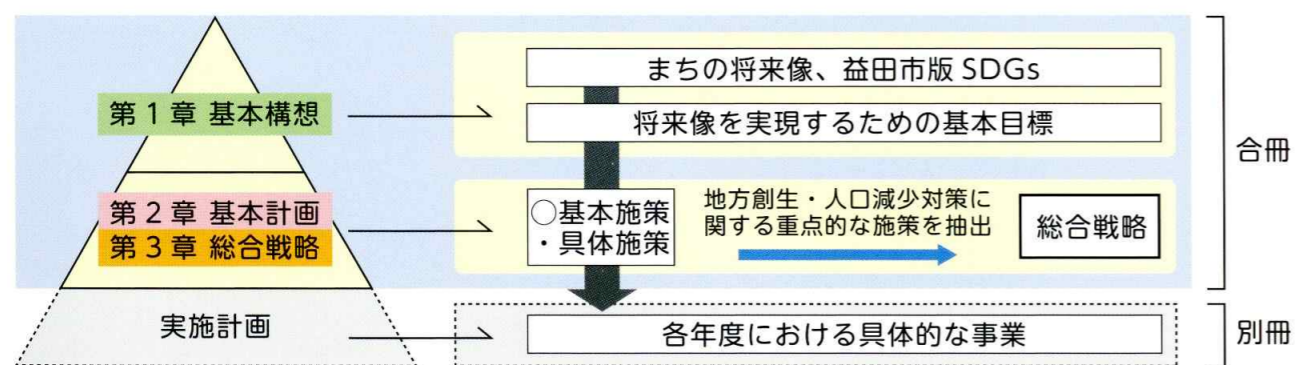 まちの将来像、益田市版 SDGs
第 1 章 基本構想
将来像を実現するための基本目標
合冊
第 2 章 基本計画
第 3 章 総合戦略
○基本施策
・具体施策
地方創生・人口減少対策に
関する重点的な施策を抽出
総合戦略
実施計画
各年度における具体的な事業
別冊